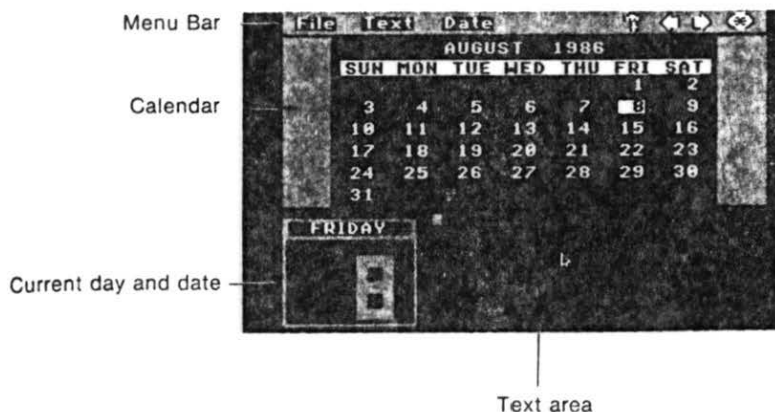 Menu Bar
File Text Date
AUGUST 1986
SUN MON TUE WED THU FRI SAT
1 2
Calendar
3 4 5 6 7 8 9
10 11 12 13 14 15 16
17 18 19 20 21 22 23
24 25 26 27 28 29 30
31
FRIDAY
Current day and date
8
Text area